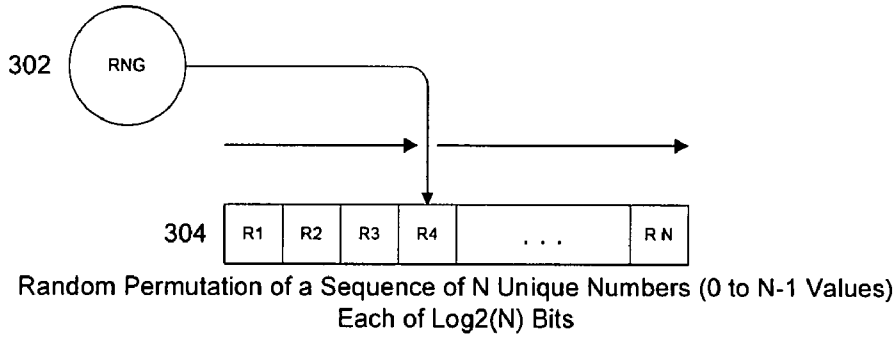 302 RNG
304 R1 R2 R3 R4 . . . R N
Random Permutation of a Sequence of N Unique Numbers (0 to N-1 Values)
Each of Log2(N) Bits